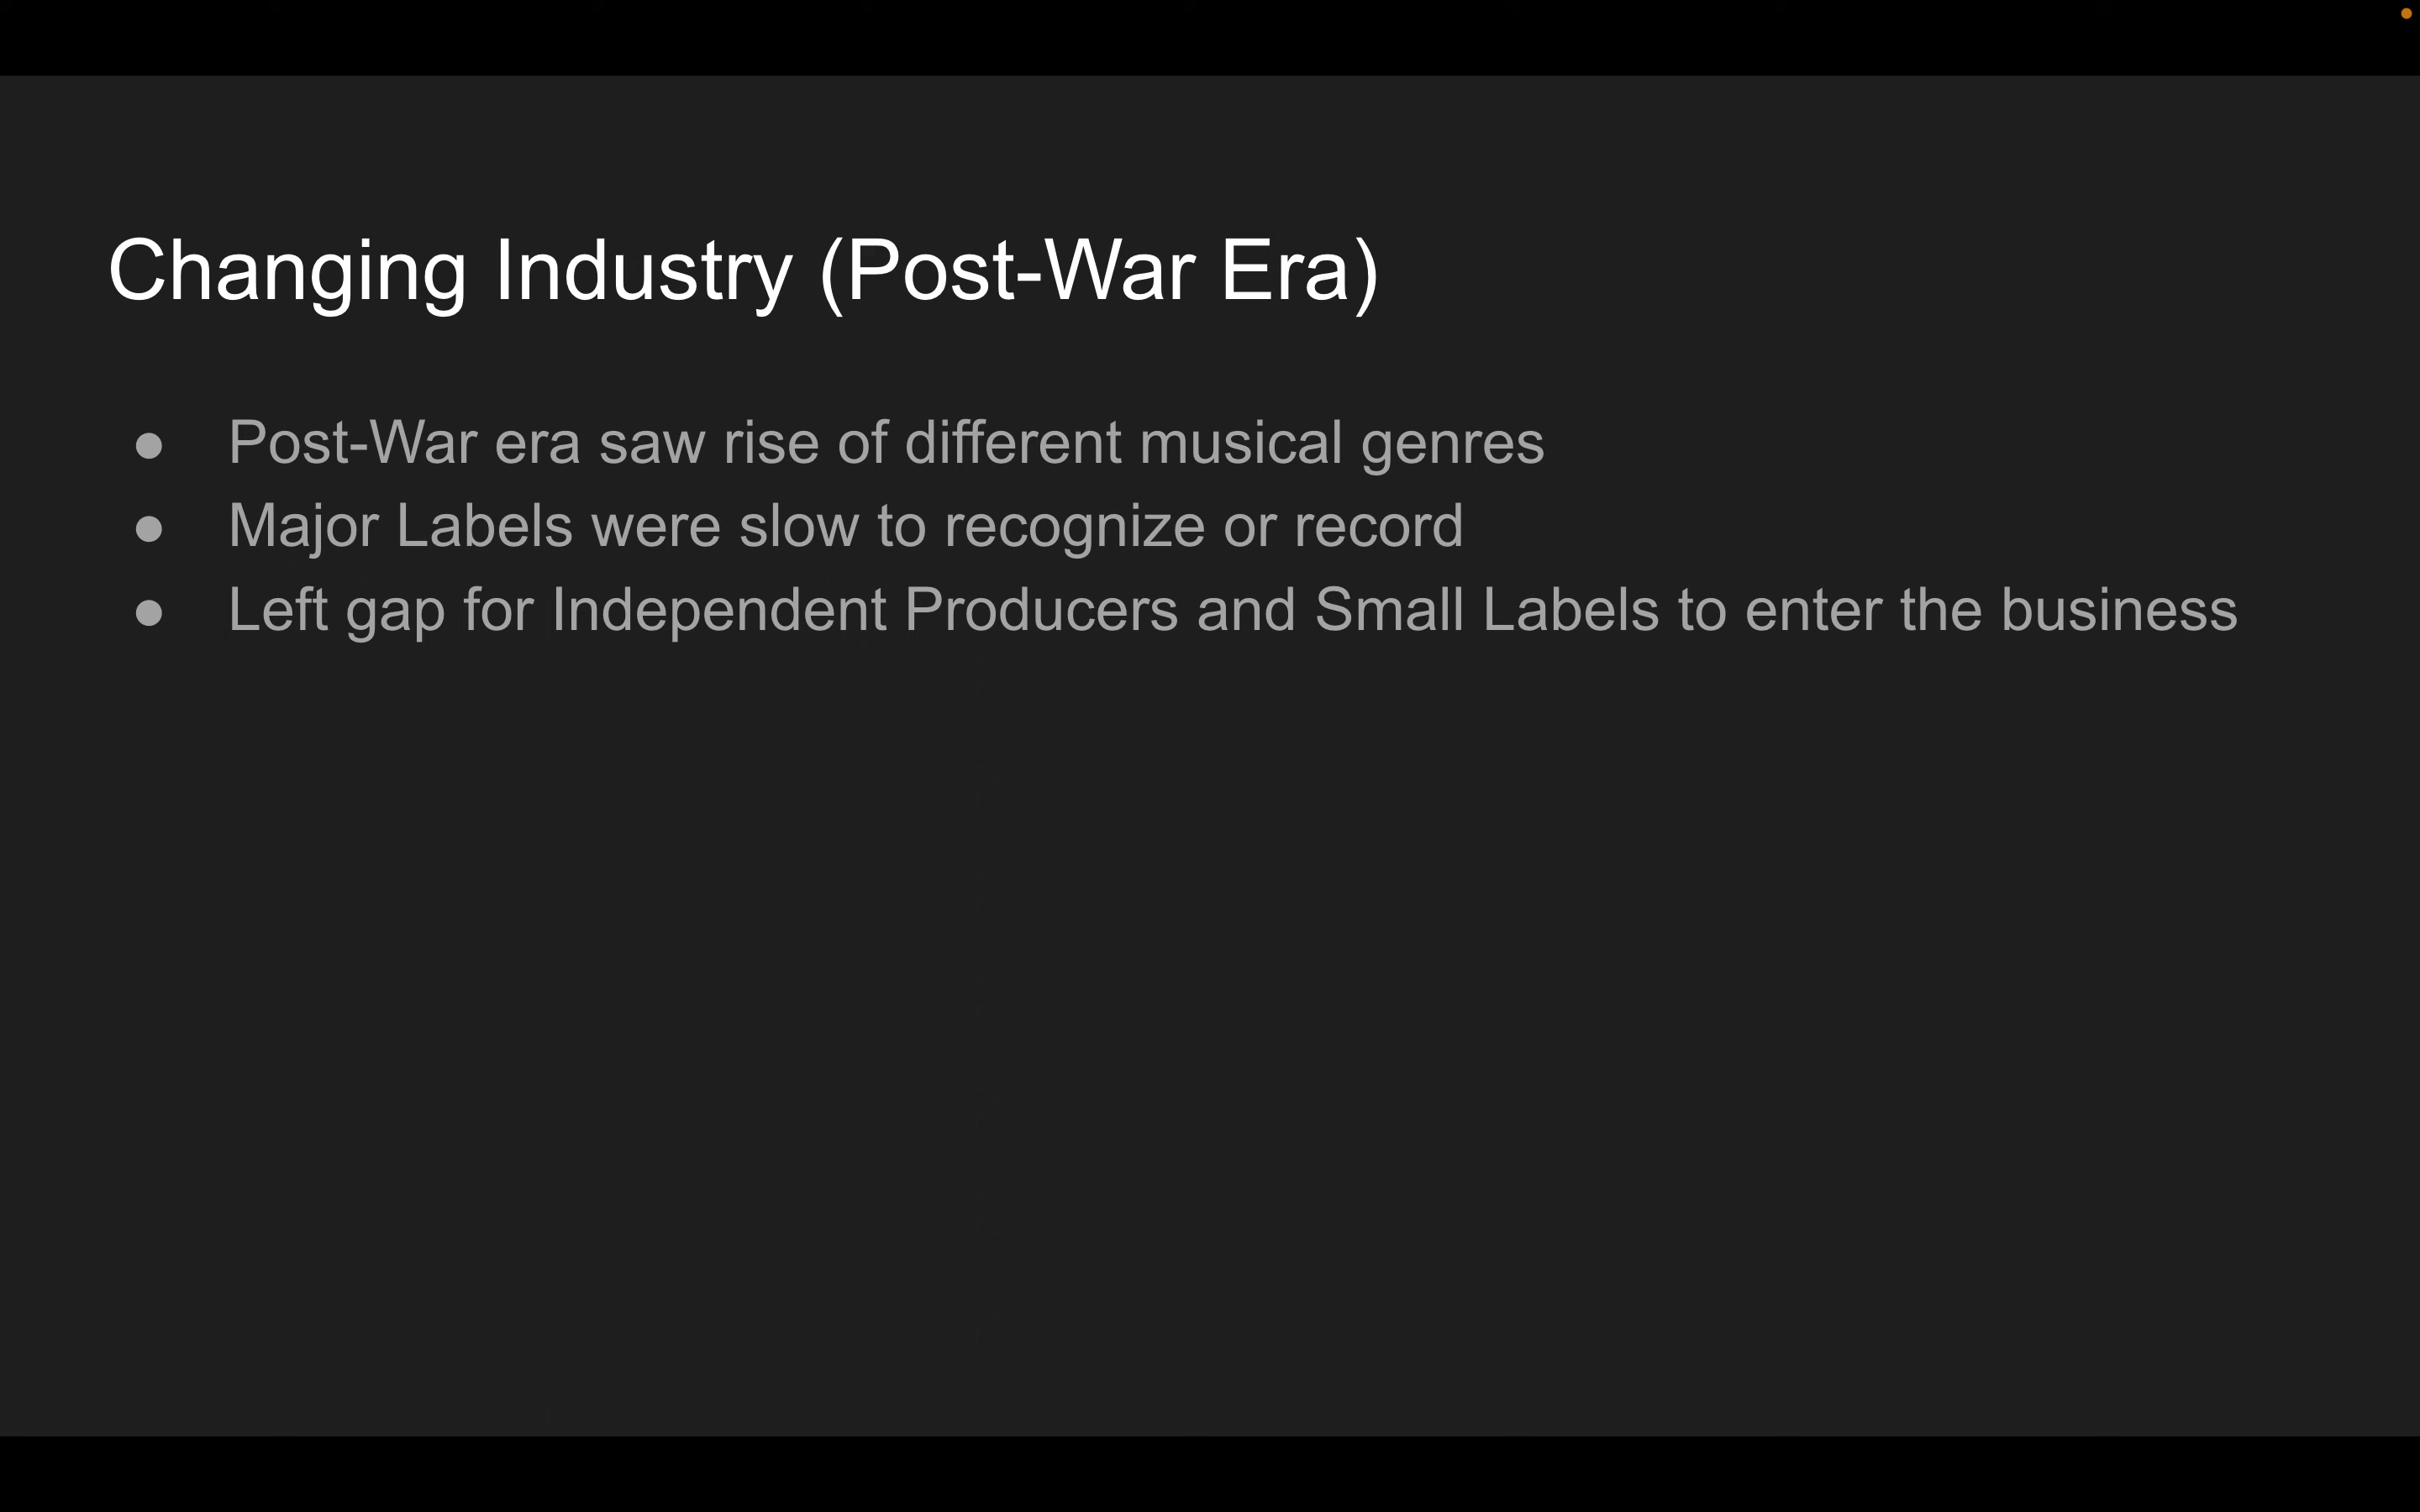 Changing Industry (Post-War Era)
● Post-War era saw rise of different musical genres
● Major Labels were slow to recognize or record
● Left gap for Independent Producers and Small Labels to enter the business